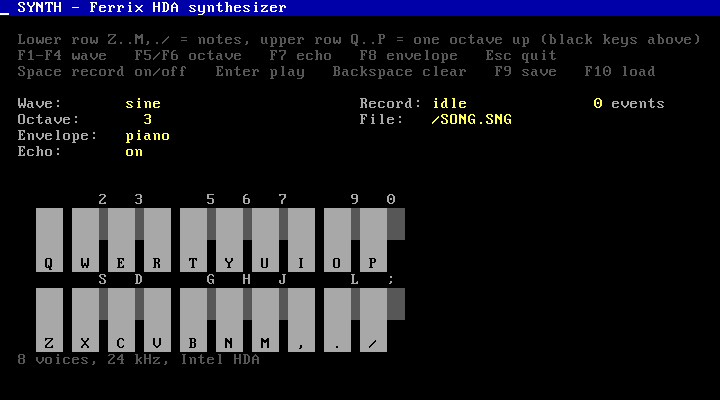 SYNTH - Ferrix HDA synthesizer
Lower row Z..M,./ = notes, upper row Q..P = one octave up (black keys above)
F1-F4 wave   F5/F6 octave   F7 echo   F8 envelope   Esc quit
Space record on/off   Enter play   Backspace clear   F9 save   F10 load
Wave: sine   Record: idle   0 events
Octave: 3   File: /SONG.SNG
Envelope: piano
Echo: on
2 3 5 6 7 9 0
Q W E R T Y U I O P
S D G H J L ;
Z X C V B N M , . /
8 voices, 24 kHz, Intel HDA